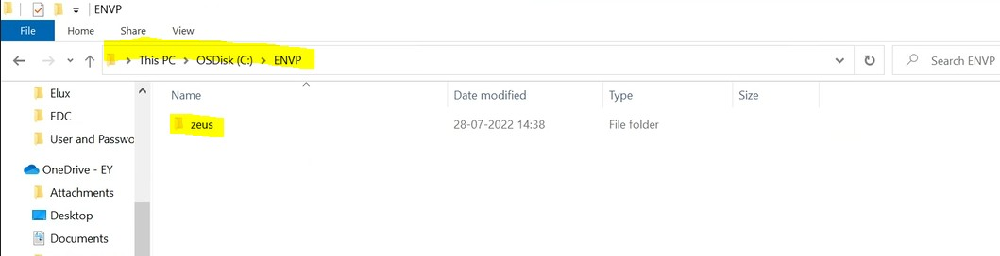 ENVP
File Home Share View
This PC OSDisk (C:) ENVP
Search ENVP
Name Date modified Type Size
zeus 28-07-2022 14:38 File folder
Elux
FDC
User and Passwo
OneDrive - EY
Attachments
Desktop
Documents